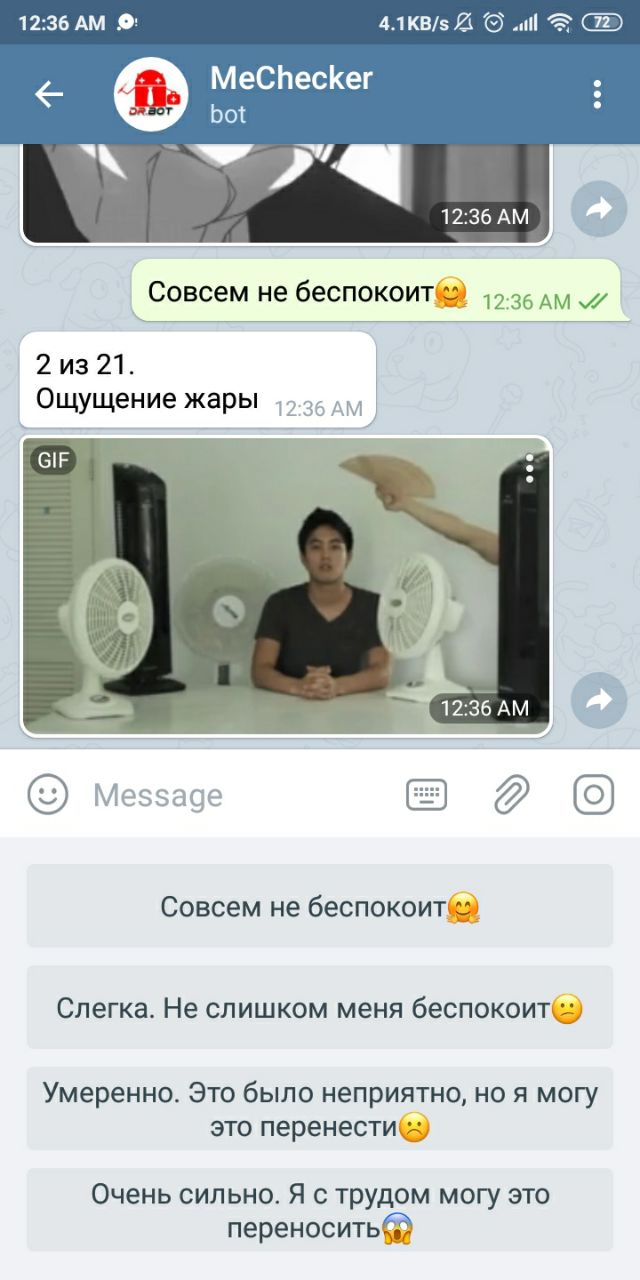 12:36 AM
4.1KB/s
72
DR.BOT
MeChecker
bot
12:36 AM
Совсем не беспокоит🤗 12:36 AM
2 из 21.
Ощущение жары 12:36 AM
GIF
12:36 AM
Message
Совсем не беспокоит🤗
Слегка. Не слишком меня беспокоит😕
Умеренно. Это было неприятно, но я могу
это перенести☹️
Очень сильно. Я с трудом могу это
переносить😱